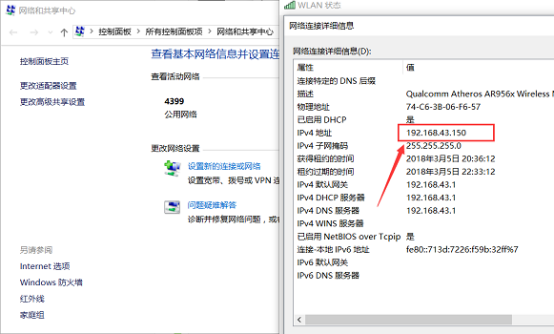 网络和共享中心
控制面板 > 所有控制面板项 > 网络和共享中心
控制面板主页
更改适配器设置
更改高级共享设置
查看基本网络信息并设置连
查看活动网络
4399
公用网络
更改网络设置
设置新的连接或网络
设置宽带、拨号或 VPN 连
问题疑难解答
诊断并修复网络问题，或
另请参阅
Internet 选项
Windows 防火墙
红外线
家庭组
WLAN 状态
网络连接详细信息
网络连接详细信息(D):
属性 值
连接特定的 DNS 后缀
描述 Qualcomm Atheros AR956x Wireless N
物理地址 74-C6-3B-06-F6-57
已启用 DHCP 是
IPv4 地址 192.168.43.150
IPv4 子网掩码 255.255.255.0
获得租约的时间 2018年3月5日 20:36:12
租约过期的时间 2018年3月5日 22:33:12
IPv4 默认网关 192.168.43.1
IPv4 DHCP 服务器 192.168.43.1
IPv4 DNS 服务器 192.168.43.1
IPv4 WINS 服务器
已启用 NetBIOS over Tcpip 是
连接-本地 IPv6 地址 fe80::713d:7226:f59b:32ff%7
IPv6 默认网关
IPv6 DNS 服务器